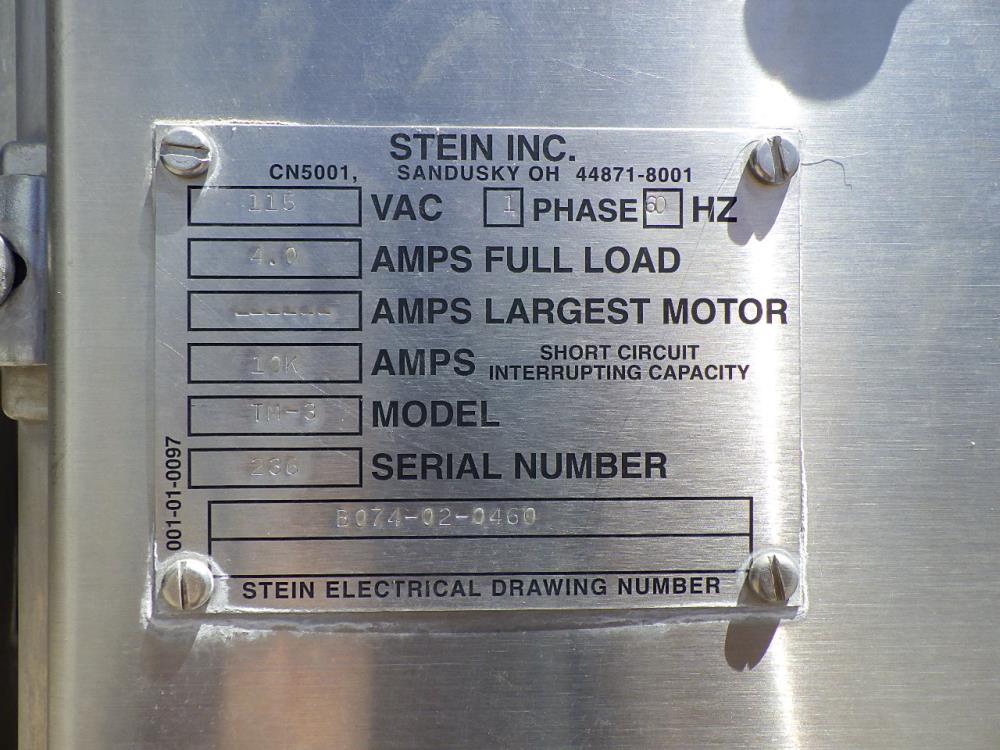 STEIN INC.
CN5001, SANDUSKY OH 44871-8001
115 VAC 1 PHASE 60 HZ
4.0 AMPS FULL LOAD
------ AMPS LARGEST MOTOR
10K AMPS SHORT CIRCUIT
INTERRUPTING CAPACITY
TM-3 MODEL
236 SERIAL NUMBER
B074-02-0460
STEIN ELECTRICAL DRAWING NUMBER
001-01-0097